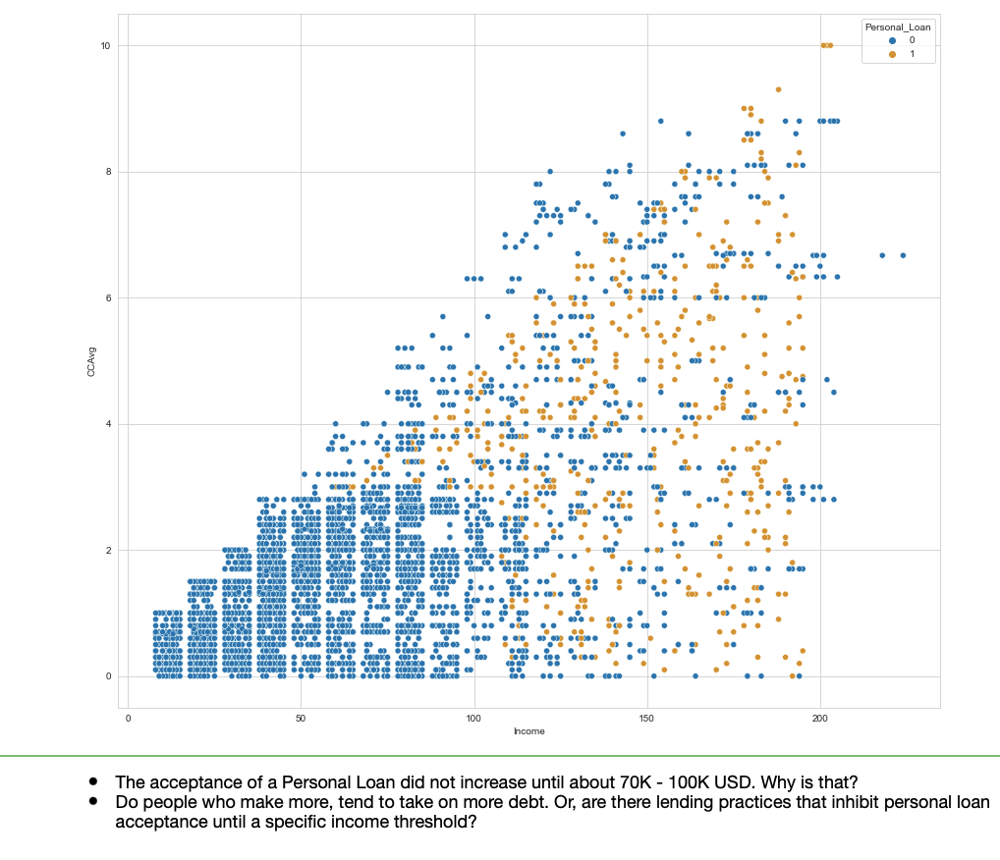 Personal_Loan
0
1
10
8
6
4
2
0
CCAvg
0 50 100 150 200
Income
● The acceptance of a Personal Loan did not increase until about 70K - 100K USD. Why is that?
● Do people who make more, tend to take on more debt. Or, are there lending practices that inhibit personal loan
acceptance until a specific income threshold?